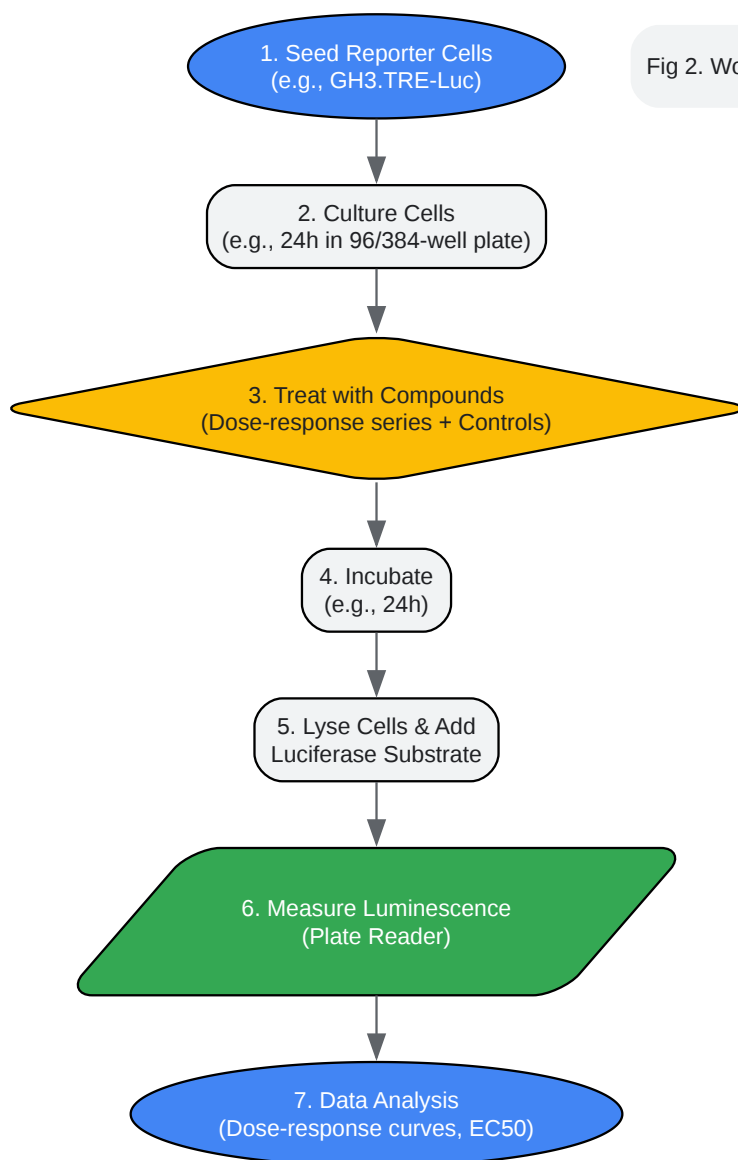 1. Seed Reporter Cells
(e.g., GH3.TRE-Luc)
Fig 2. Wo
2. Culture Cells
(e.g., 24h in 96/384-well plate)
3. Treat with Compounds
(Dose-response series + Controls)
4. Incubate
(e.g., 24h)
5. Lyse Cells & Add
Luciferase Substrate
6. Measure Luminescence
(Plate Reader)
7. Data Analysis
(Dose-response curves, EC50)